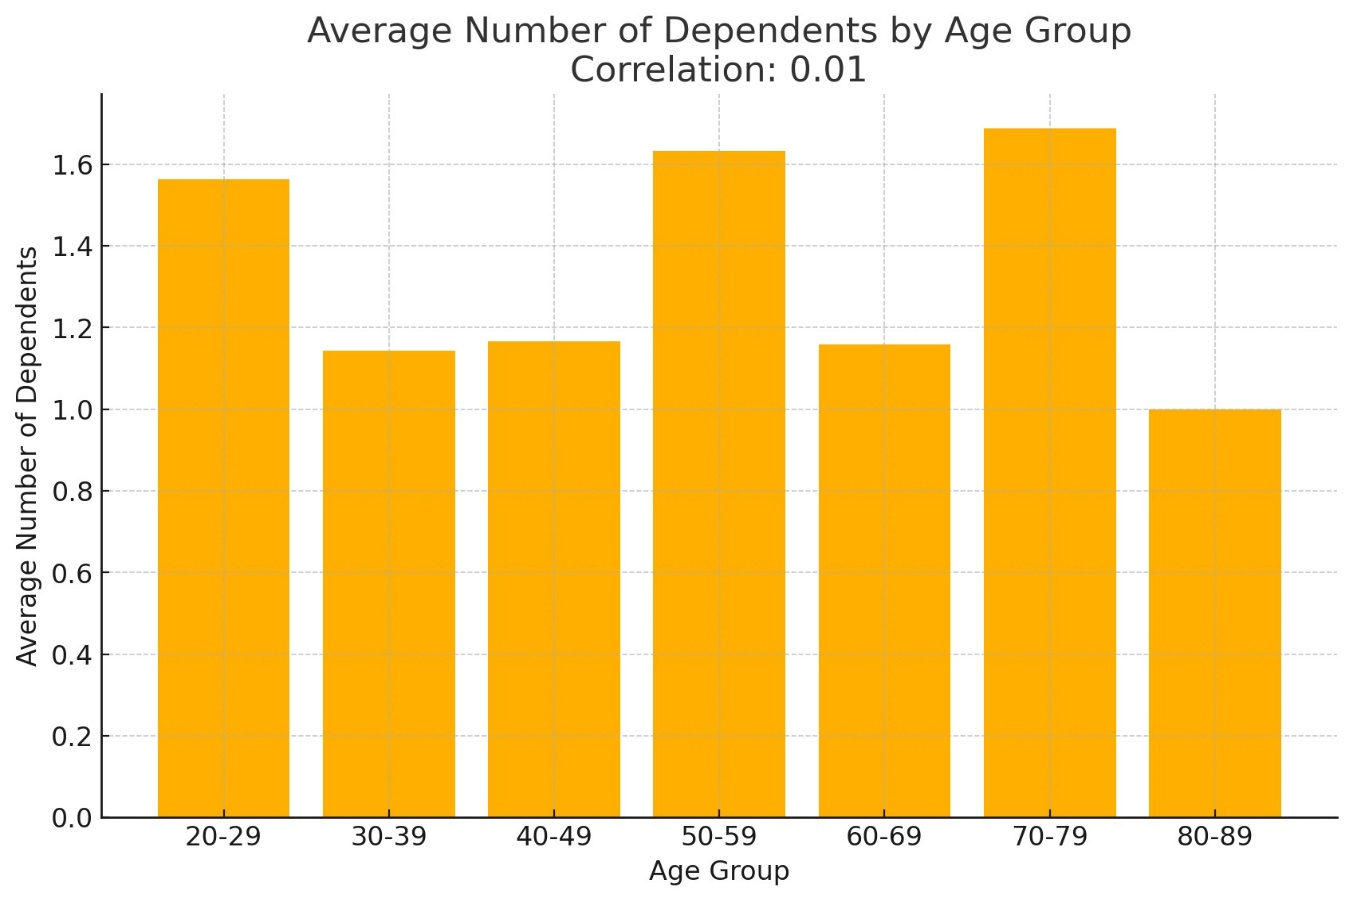 Average Number of Dependents by Age Group
Correlation: 0.01
Average Number of Dependents
1.6
1.4
1.2
1.0
0.8
0.6
0.4
0.2
0.0
20-29 30-39 40-49 50-59 60-69 70-79 80-89
Age Group